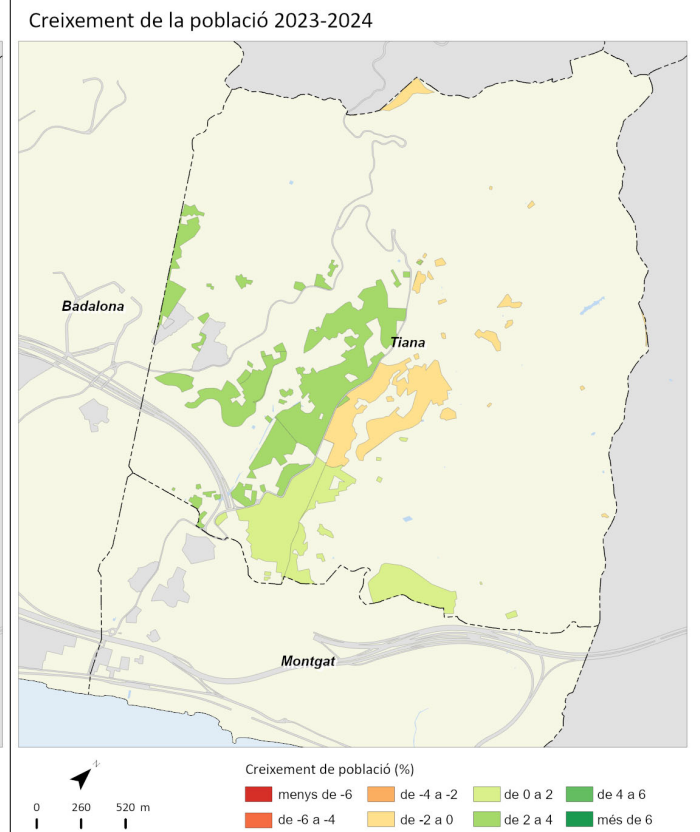 Creixement de la població 2023-2024
Badalona
Tiana
Montgat
N
0 260 520 m
Creixement de població (%)
menys de -6
de -4 a -2
de 0 a 2
de 4 a 6
de -6 a -4
de -2 a 0
de 2 a 4
més de 6